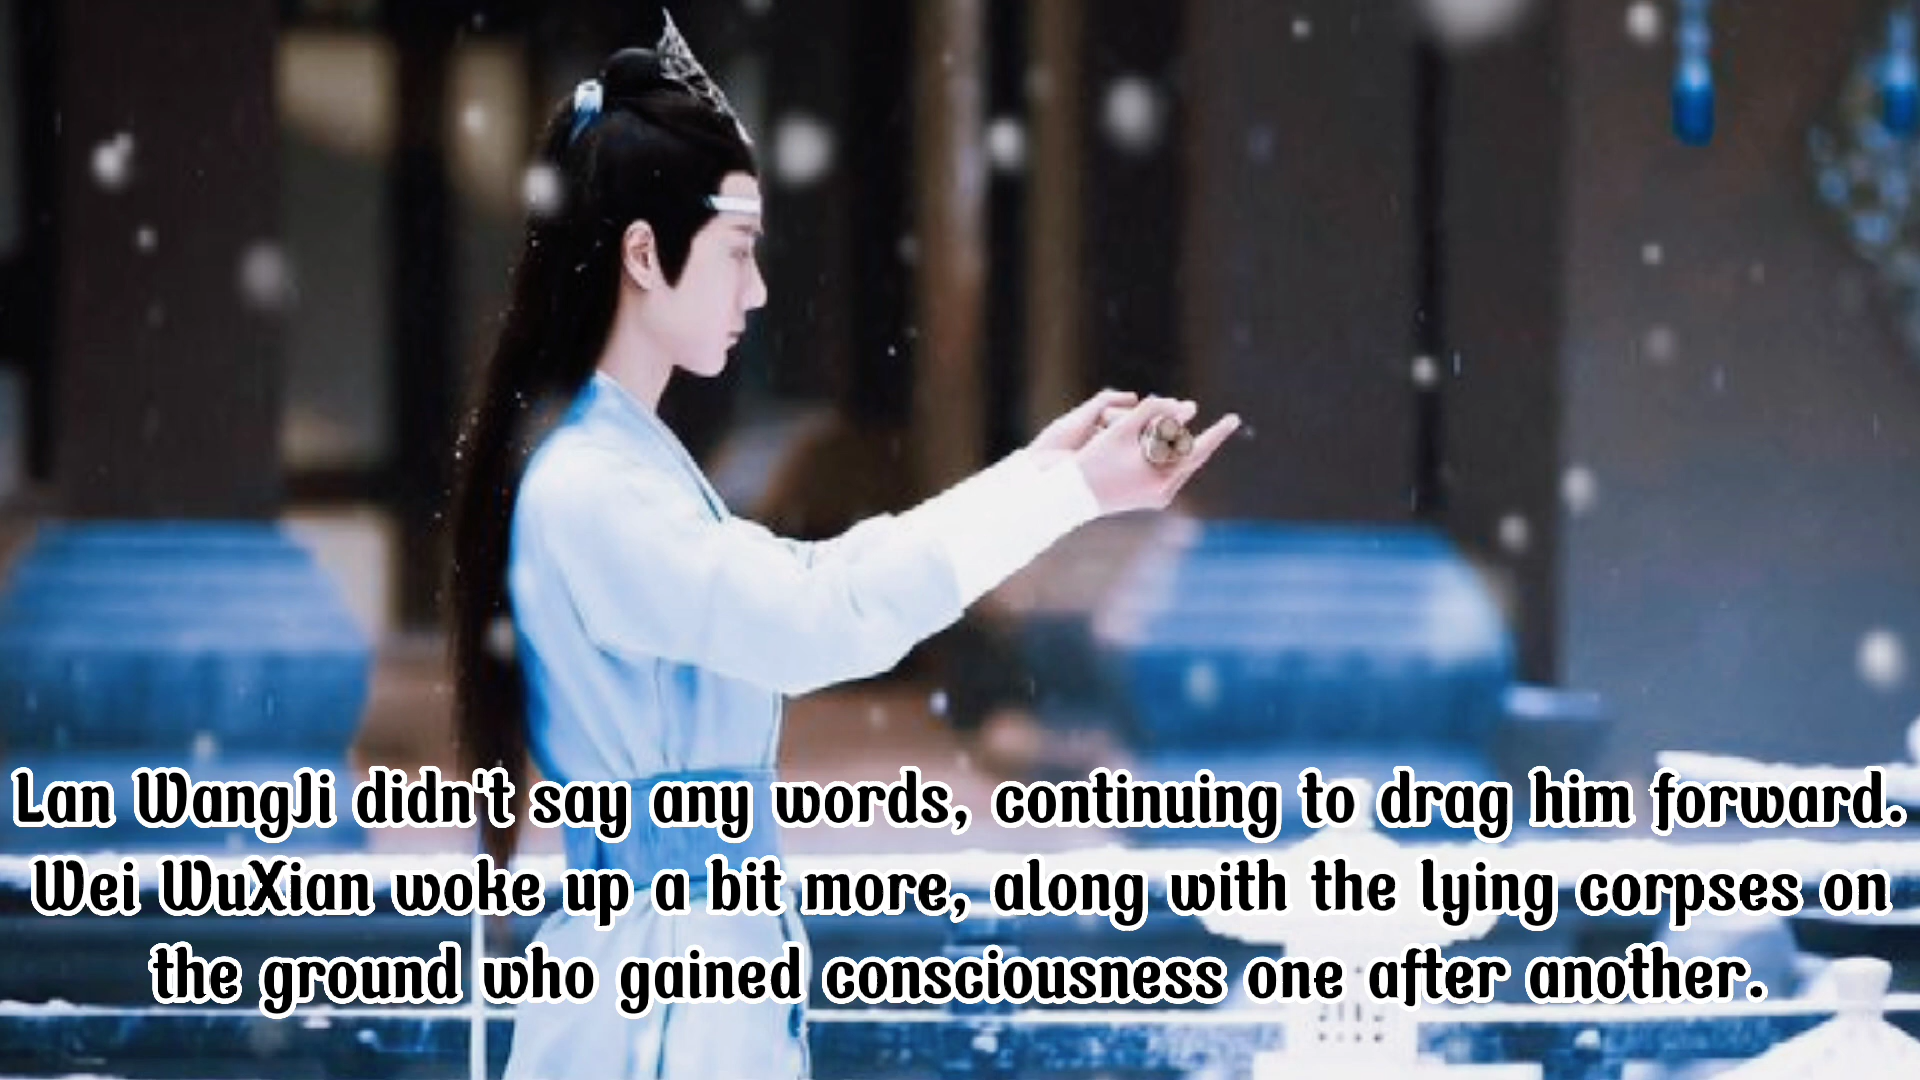 Lan WangJi didn't say any words, continuing to drag him forward.
Wei WuXian woke up a bit more, along with the lying corpses on
the ground who gained consciousness one after another.